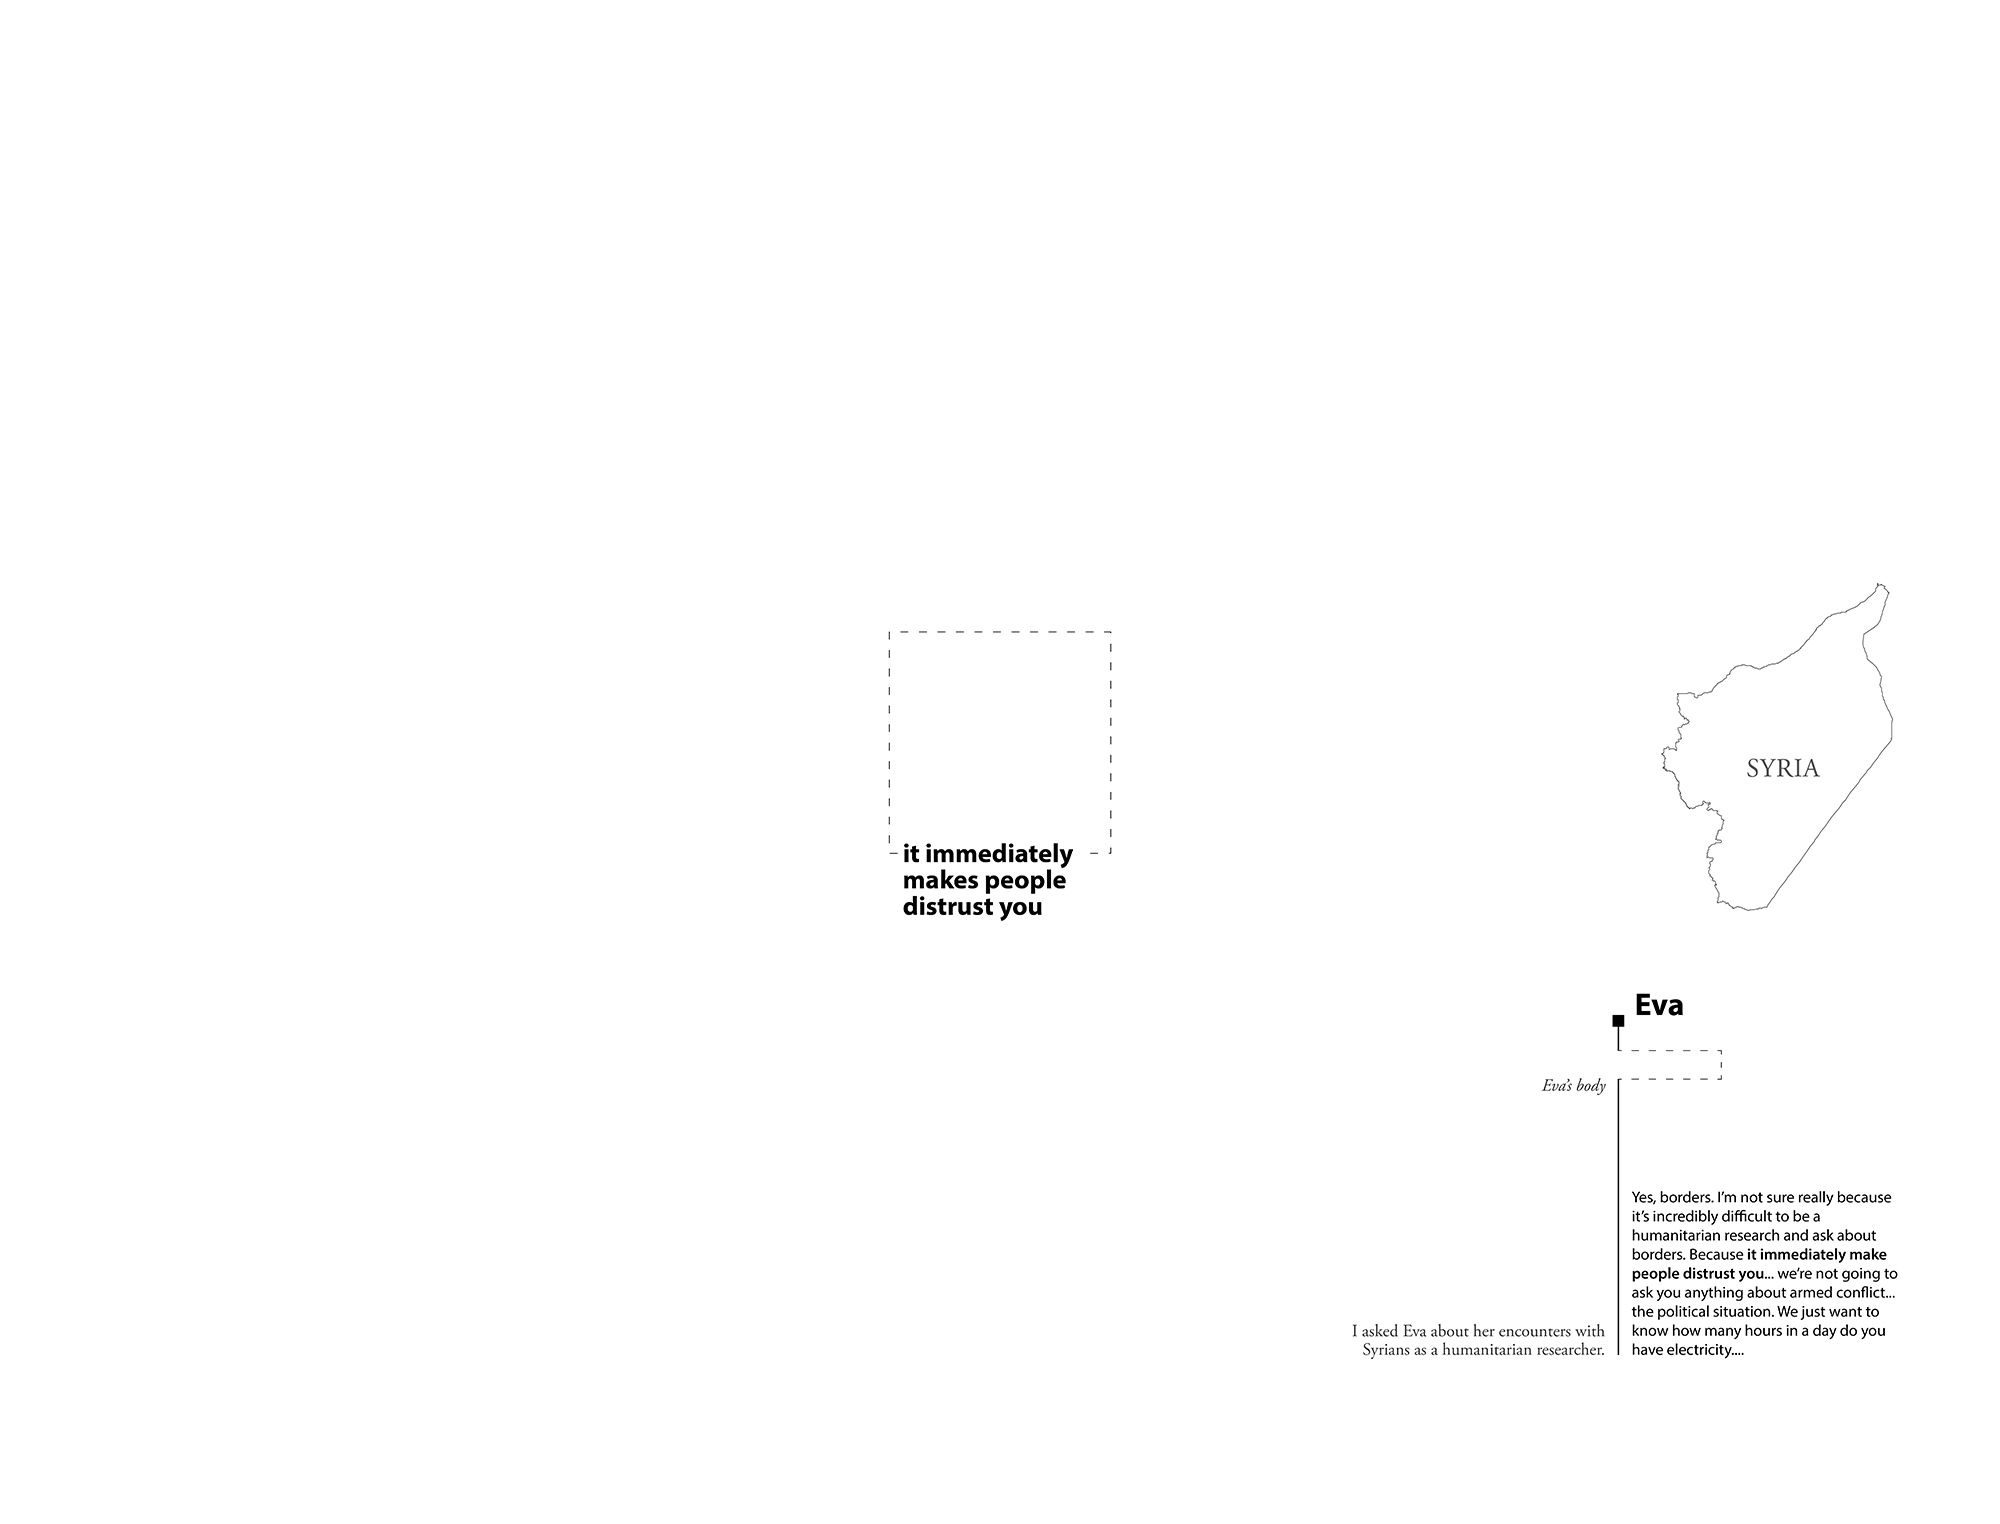 SYRIA
it immediately
makes people
distrust you
Eva
Eva's body
I asked Eva about her encounters with
Syrians as a humanitarian researcher.
Yes, borders. I'm not sure really because
it's incredibly difficult to be a
humanitarian research and ask about
borders. Because it immediately make
people distrust you... we're not going to
ask you anything about armed conflict...
the political situation. We just want to
know how many hours in a day do you
have electricity....